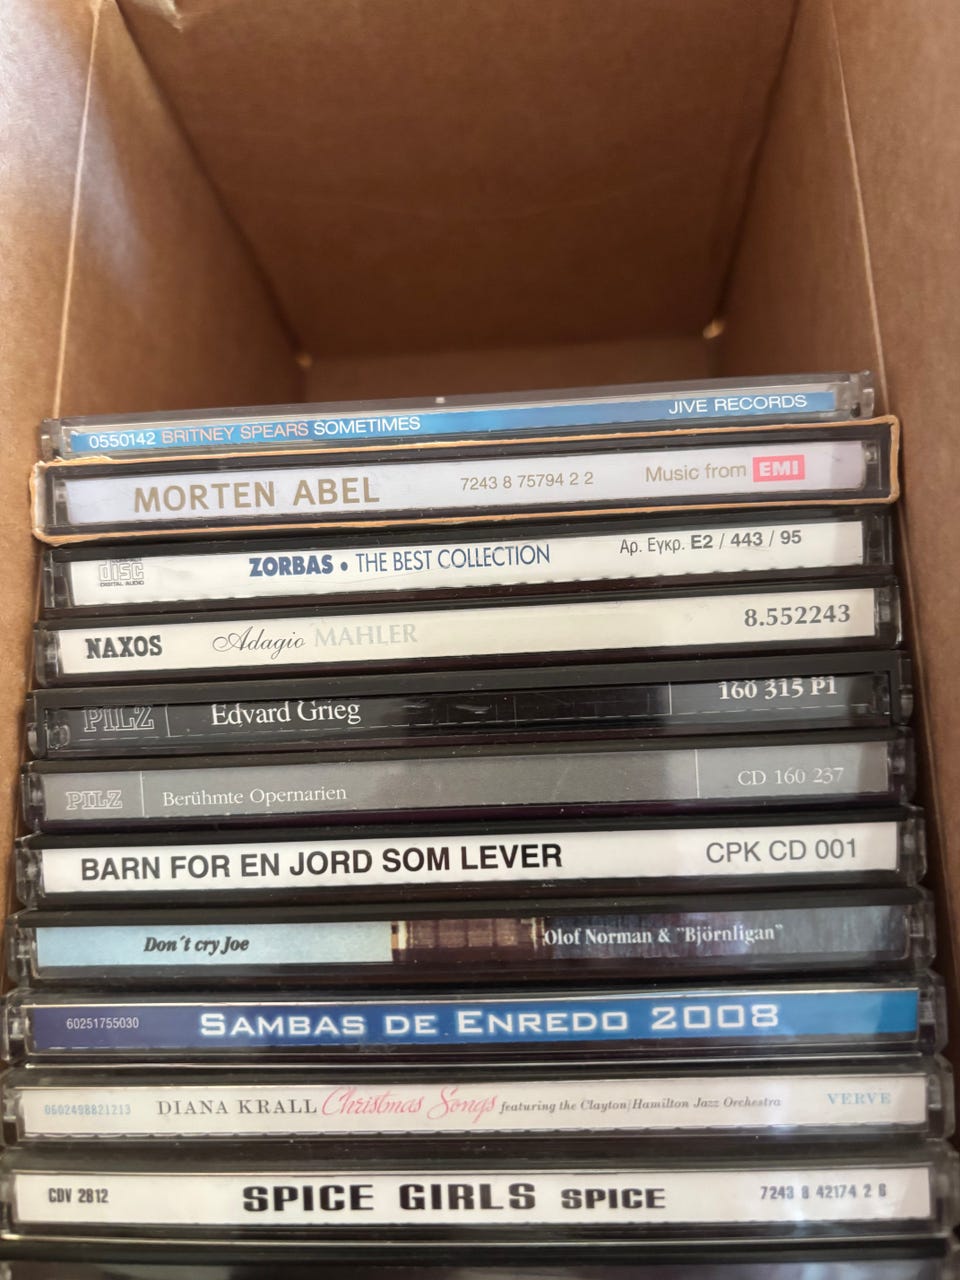 0550142 BRITNEY SPEARS SOMETIMES JIVE RECORDS
MORTEN ABEL 7243 8 75794 2 2 Music from EMI
disc DIGITAL AUDIO ZORBAS • THE BEST COLLECTION Αρ. Εγκρ. E2 / 443 / 95
NAXOS Adagio MAHLER 8.552243
PILZ Edvard Grieg 160 315 P1
PILZ Berühmte Opernarien CD 160 237
BARN FOR EN JORD SOM LEVER CPK CD 001
Don´t cry Joe Olof Norman & "Björnligan"
60251755030 SAMBAS DE ENREDO 2008
0602498821213 DIANA KRALL Christmas Songs featuring the Clayton/Hamilton Jazz Orchestra VERVE
CDV 2812 SPICE GIRLS SPICE 7243 8 42174 2 8